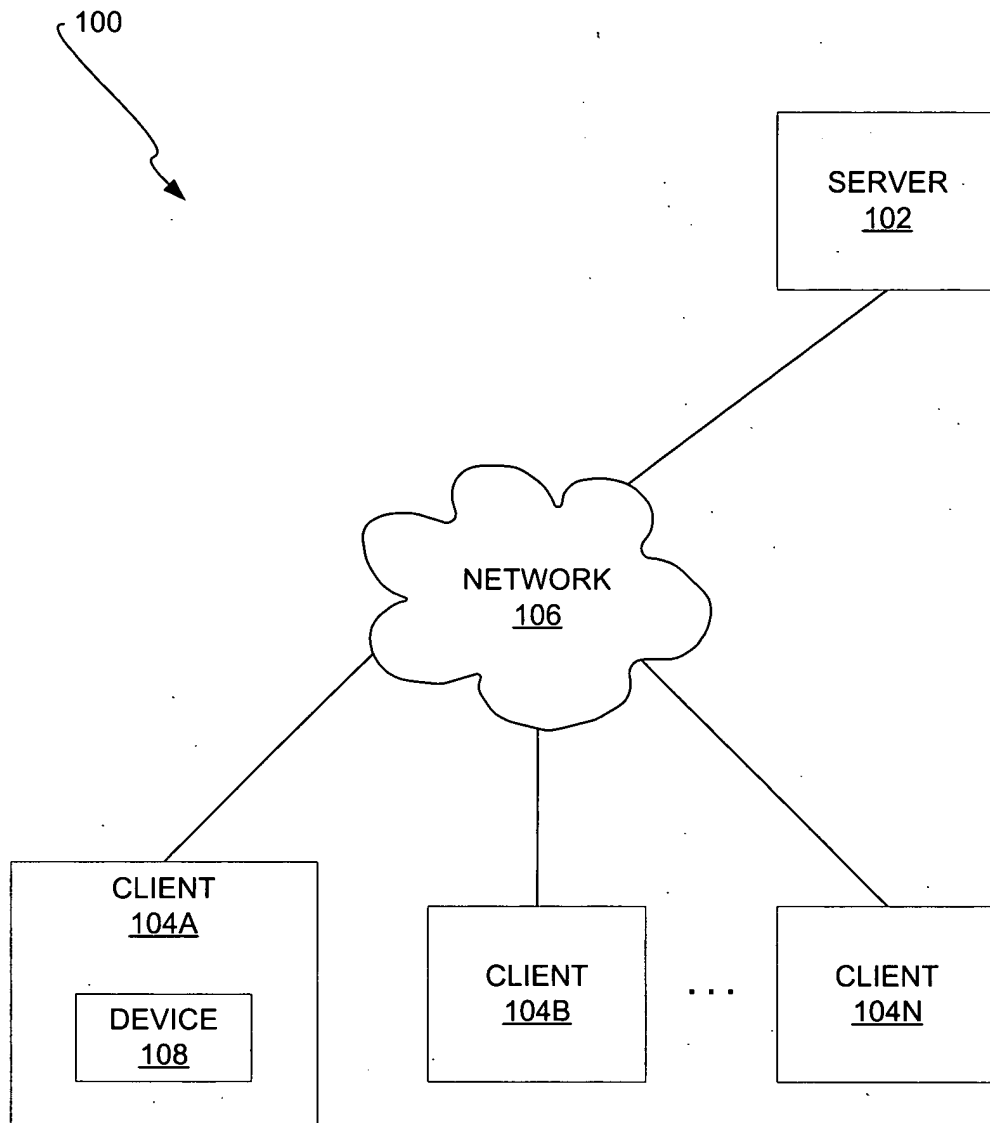 100
SERVER
102
NETWORK
106
CLIENT
104A
DEVICE
108
CLIENT
104B
. . .
CLIENT
104N